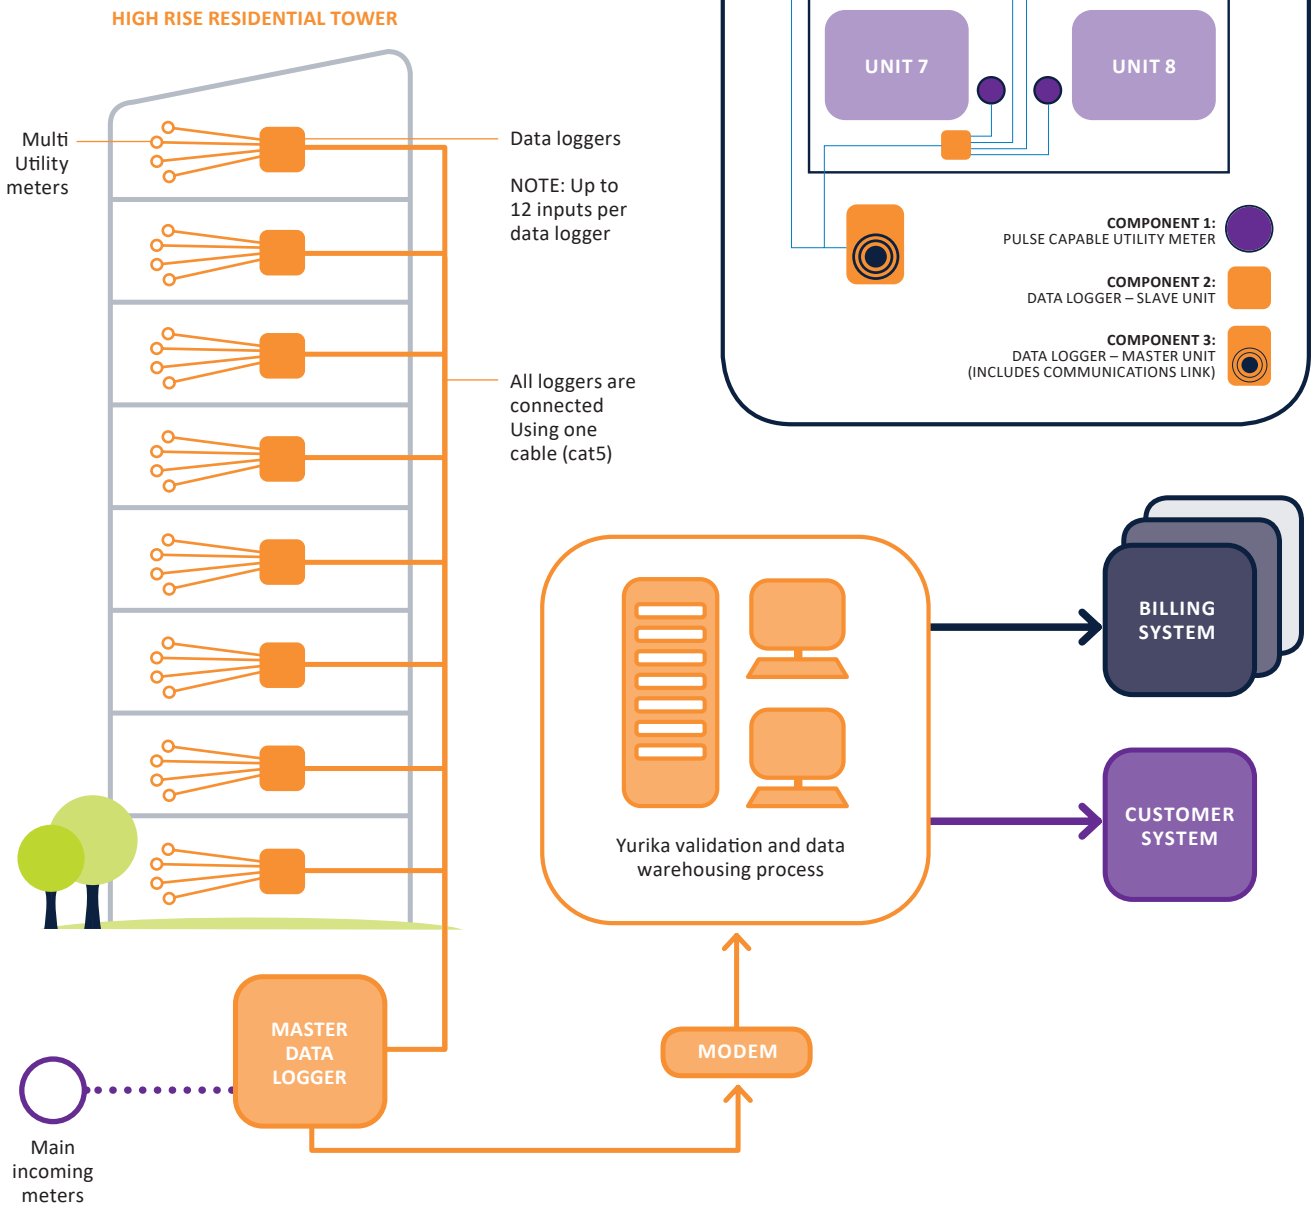 HIGH RISE RESIDENTIAL TOWER
Multi
Utility
meters
Data loggers
NOTE: Up to
12 inputs per
data logger
All loggers are
connected
Using one
cable (cat5)
UNIT 7
UNIT 8
COMPONENT 1:
PULSE CAPABLE UTILITY METER
COMPONENT 2:
DATA LOGGER – SLAVE UNIT
COMPONENT 3:
DATA LOGGER – MASTER UNIT
(INCLUDES COMMUNICATIONS LINK)
Yurika validation and data
warehousing process
BILLING
SYSTEM
CUSTOMER
SYSTEM
MASTER
DATA
LOGGER
MODEM
Main
incoming
meters